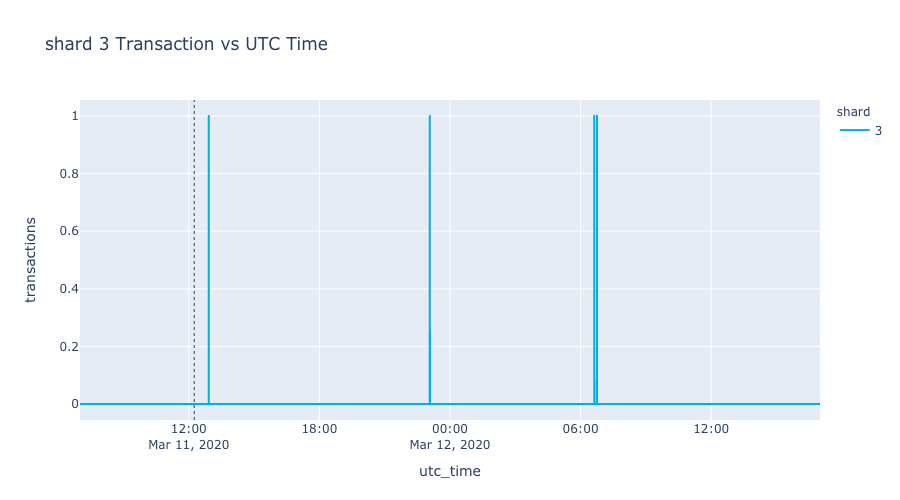 shard 3 Transaction vs UTC Time
shard
3
transactions
1
0.8
0.6
0.4
0.2
0
12:00
Mar 11, 2020
18:00
00:00
Mar 12, 2020
06:00
12:00
utc_time